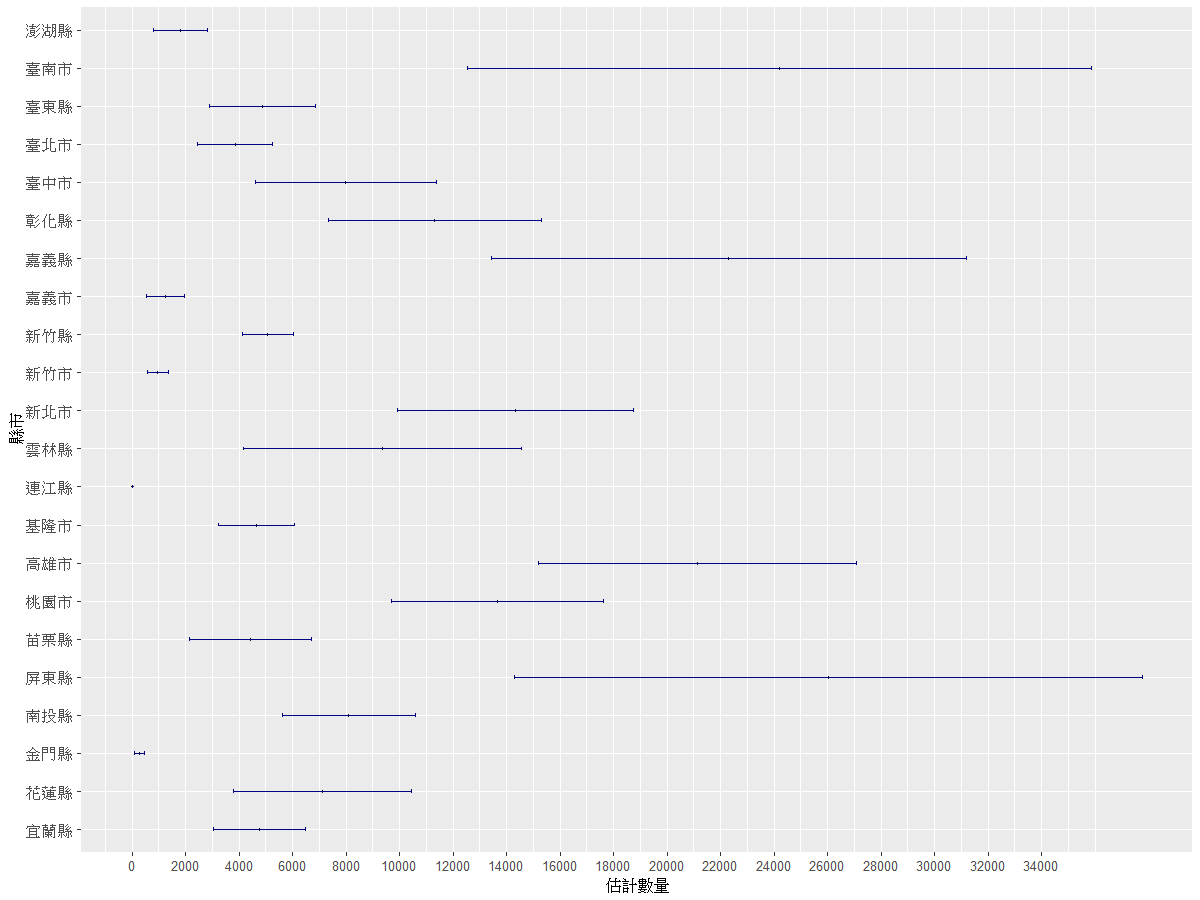 澎湖縣
臺南市
臺東縣
臺北市
臺中市
彰化縣
嘉義縣
嘉義市
新竹縣
新竹市
新北市
雲林縣
連江縣
基隆市
高雄市
桃園市
苗栗縣
屏東縣
南投縣
金門縣
花蓮縣
宜蘭縣
縣市
0 2000 4000 6000 8000 10000 12000 14000 16000 18000 20000 22000 24000 26000 28000 30000 32000 34000
估計數量